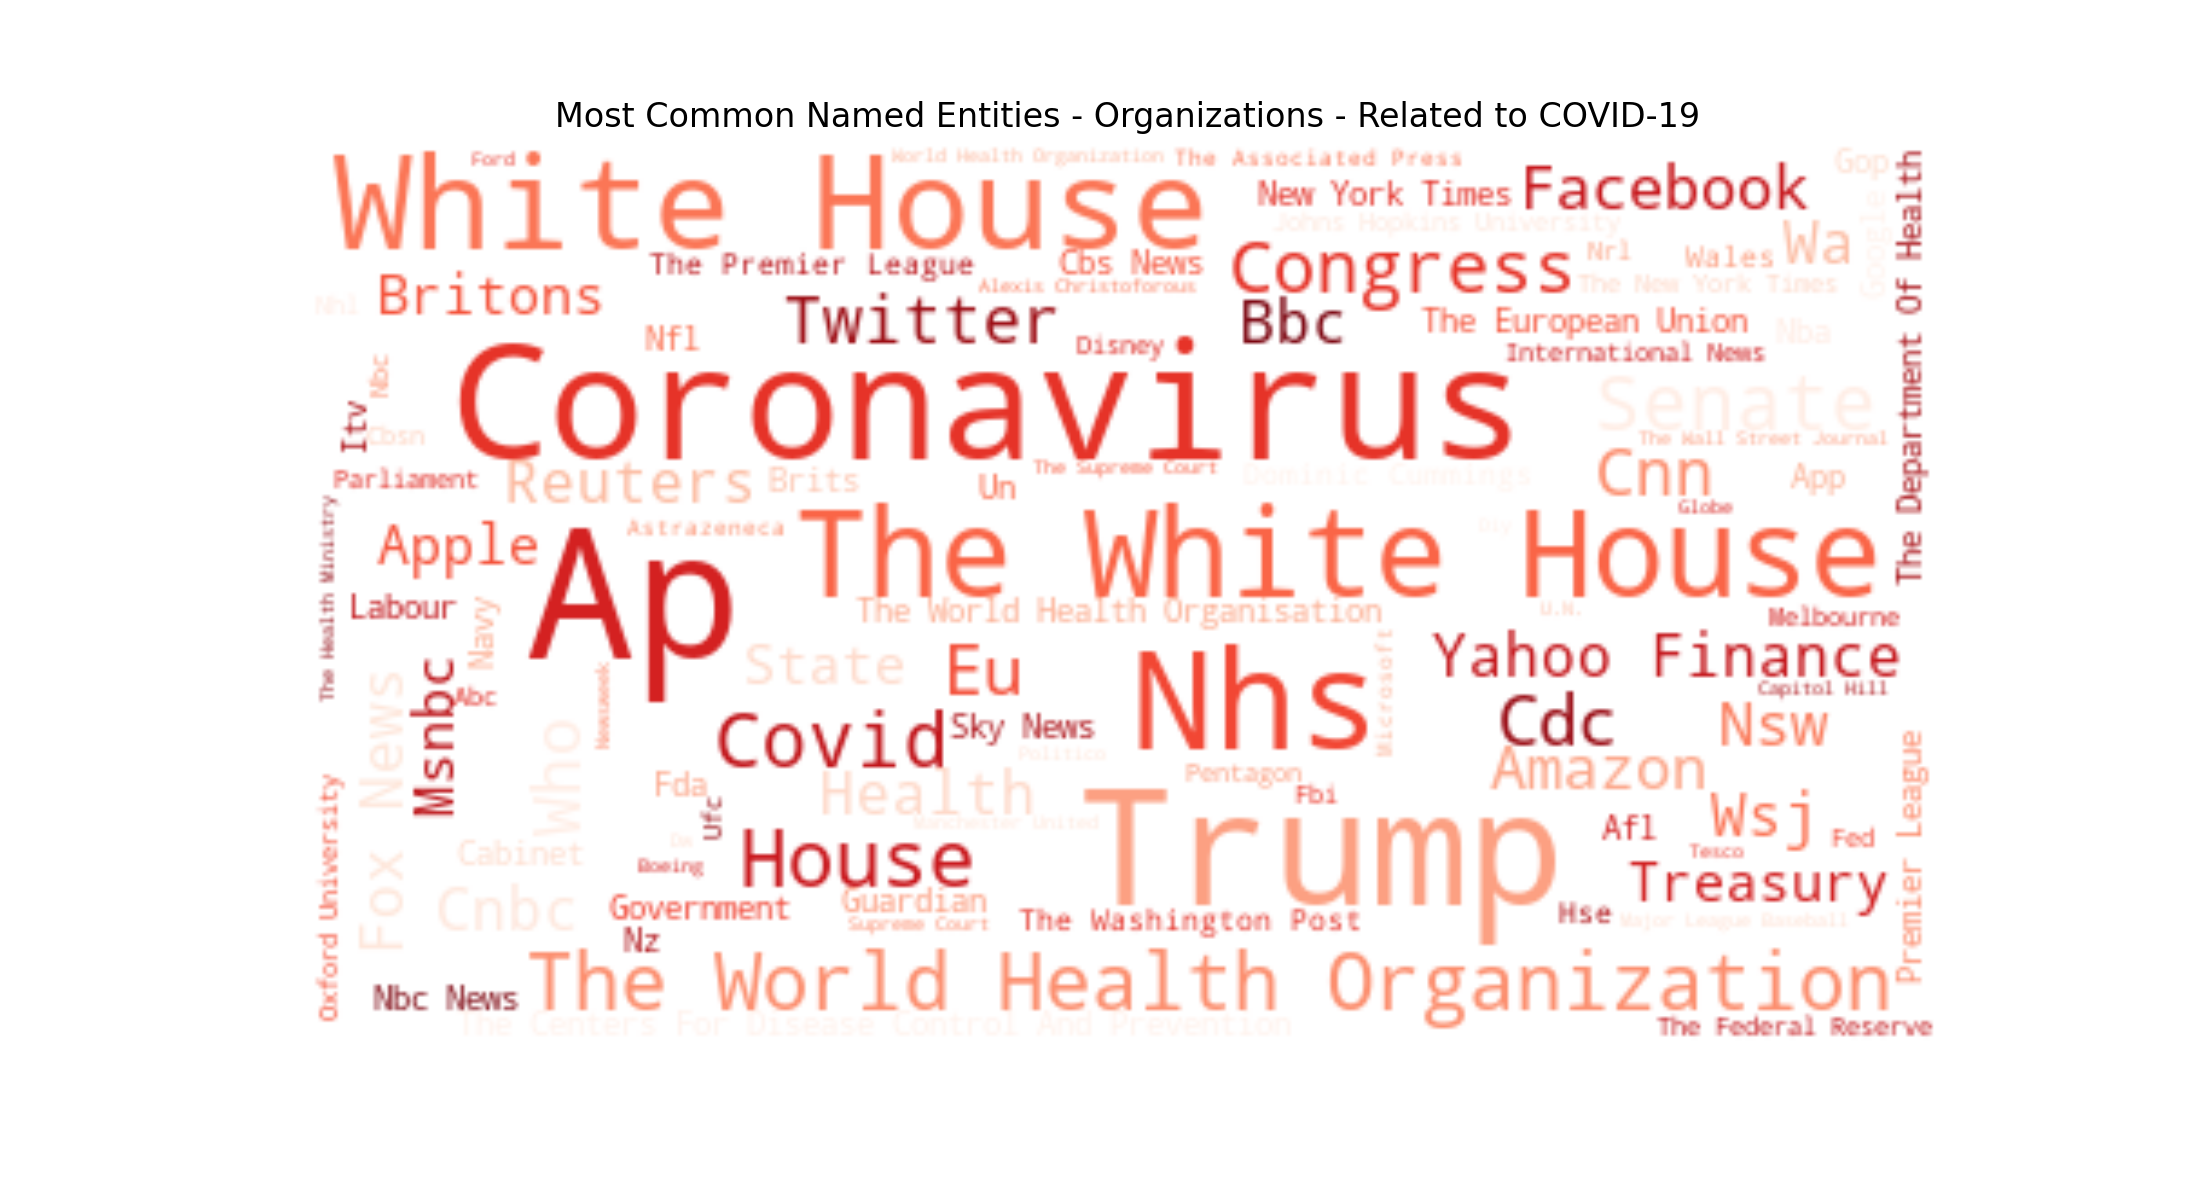 Most Common Named Entities - Organizations - Related to COVID-19
White House
Ford
World Health Organization
The Associated Press
Gop
New York Times
Facebook
Johns Hopkins University
Google
The Department Of Health
The Premier League
Cbs News
Congress
Nrl
Wales
Wa
Alexis Christoforous
The New York Times
Nhl
Britons
Twitter
Bbc
The European Union
Nba
Nfl
Disney
International News
Nbc
Coronavirus
Senate
Itv
Cbsn
The Wall Street Journal
Parliament
Reuters
Brits
Un
The Supreme Court
Dominic Cummings
Cnn
App
Globe
The Health Ministry
Apple
Ap
Astrazeneca
The White House
Diy
Labour
Navy
The World Health Organisation
U.N.
Melbourne
State
Eu
Nhs
Microsoft
Yahoo Finance
Capitol Hill
Msnbc
Abc
Newsweek
Fox News
Who
Covid
Sky News
Politico
Cdc
Nsw
Fda
Health
Pentagon
Fbi
Amazon
Oxford University
Ufc
Manchester United
Trump
Wsj
Afl
Fed
Premier League
Cabinet
Boeing
House
Tesco
Treasury
Cnbc
Government
Guardian
Supreme Court
The Washington Post
Hse
Major League Baseball
Nz
Nbc News
The World Health Organization
The Centers For Disease Control And Prevention
The Federal Reserve